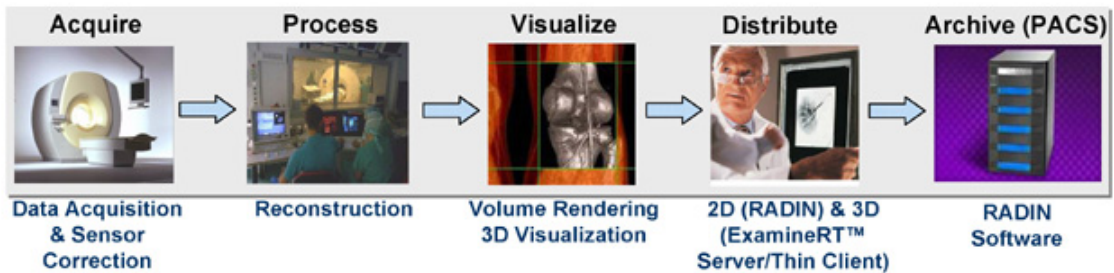 Acquire
Process
Visualize
Distribute
Archive (PACS)
Data Acquisition
& Sensor
Correction
Reconstruction
Volume Rendering
3D Visualization
2D (RADIN) & 3D
(ExamineRT™
Server/Thin Client)
RADIN
Software